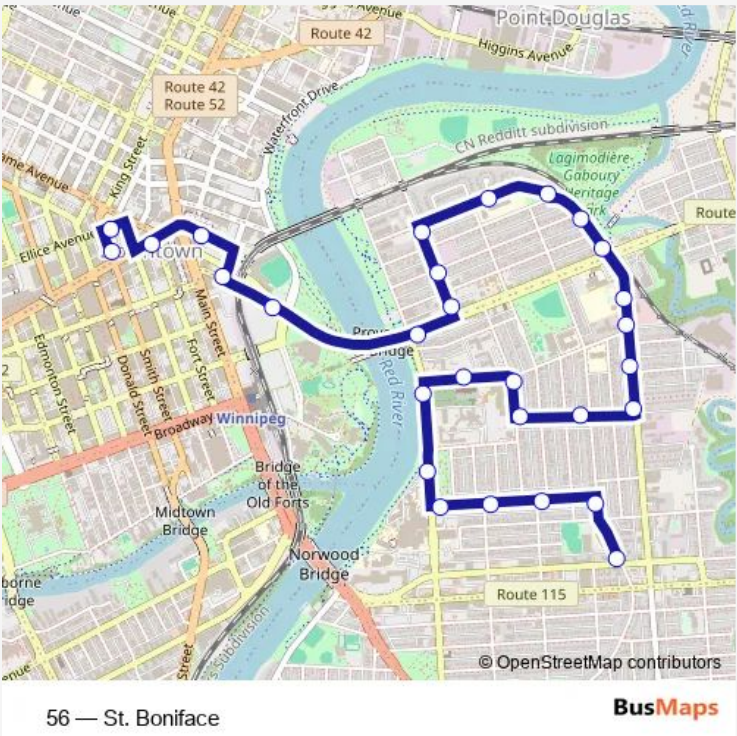 Point Douglas
Route 42
Higgins Avenue
Route 42
Route 52
Waterfront Drive
CN Redditt subdivision
King Street
Lagimodière-
Gaboury
Route
Ellice Avenue
Main Street
Fort Street
Smith Street
Donald Street
Edmonton Street
Red River
Broadway
Winnipeg
Bridge
of the
Old Forts
Midtown
Bridge
Norwood
Bridge
Route 115
Street
© OpenStreetMap contributors
56 — St. Boniface
BusMaps